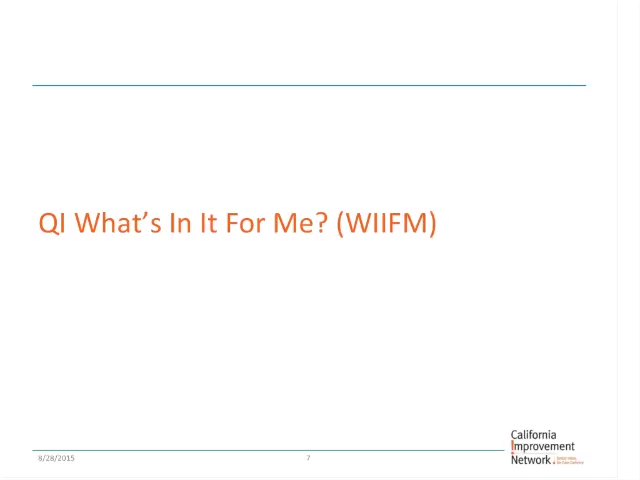 QI What's In It For Me? (WIIFM)
8/28/2015
7
California
Improvement
Network